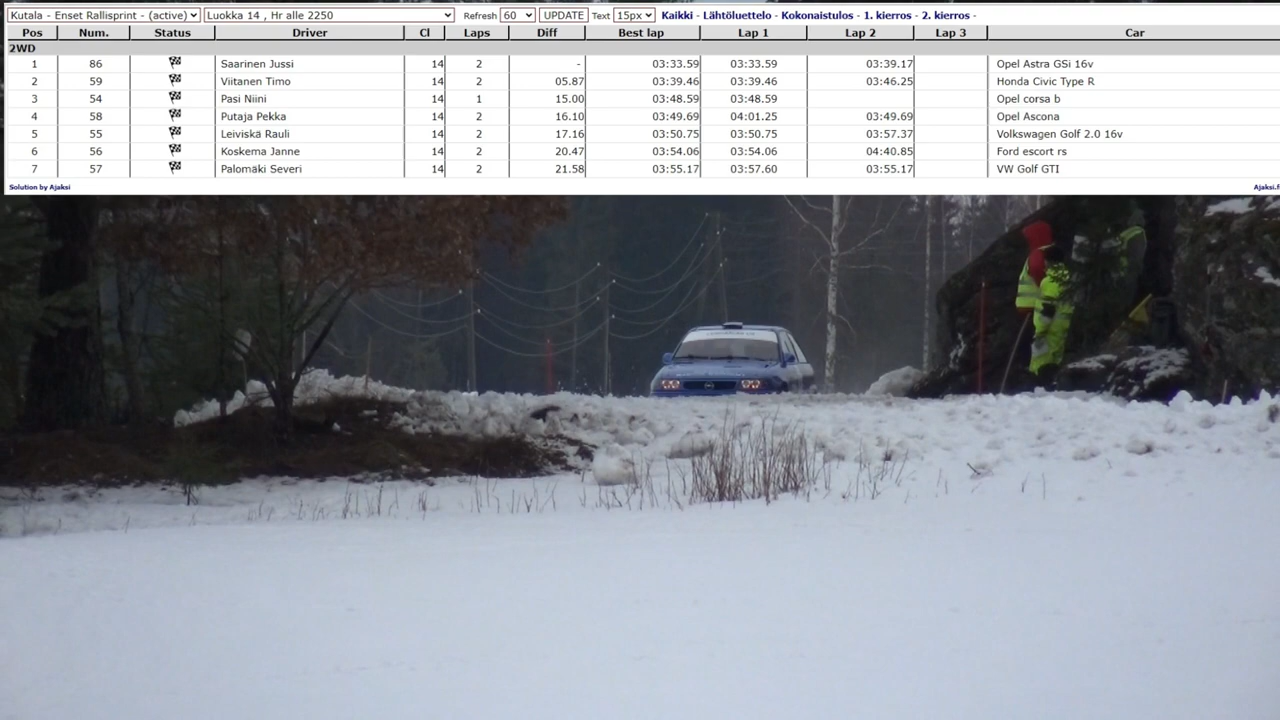 Kutala - Enset Rallisprint - (active) Luokka 14 , Hr alle 2250 Refresh 60 UPDATE Text 15px Kaikki - Lähtöluettelo - Kokonaistulos - 1. kierros - 2. kierros -
Pos Num. Status Driver Cl Laps Diff Best lap Lap 1 Lap 2 Lap 3 Car
2WD
1 86 Saarinen Jussi 14 2 - 03:33.59 03:33.59 03:39.17 Opel Astra GSi 16v
2 59 Viitanen Timo 14 2 05.87 03:39.46 03:39.46 03:46.25 Honda Civic Type R
3 54 Pasi Niini 14 1 15.00 03:48.59 03:48.59 Opel corsa b
4 58 Putaja Pekka 14 2 16.10 03:49.69 04:01.25 03:49.69 Opel Ascona
5 55 Leiviskä Rauli 14 2 17.16 03:50.75 03:50.75 03:57.37 Volkswagen Golf 2.0 16v
6 56 Koskema Janne 14 2 20.47 03:54.06 03:54.06 04:40.85 Ford escort rs
7 57 Palomäki Severi 14 2 21.58 03:55.17 03:57.60 03:55.17 VW Golf GTI
Solution by Ajaksi Ajaksi.f